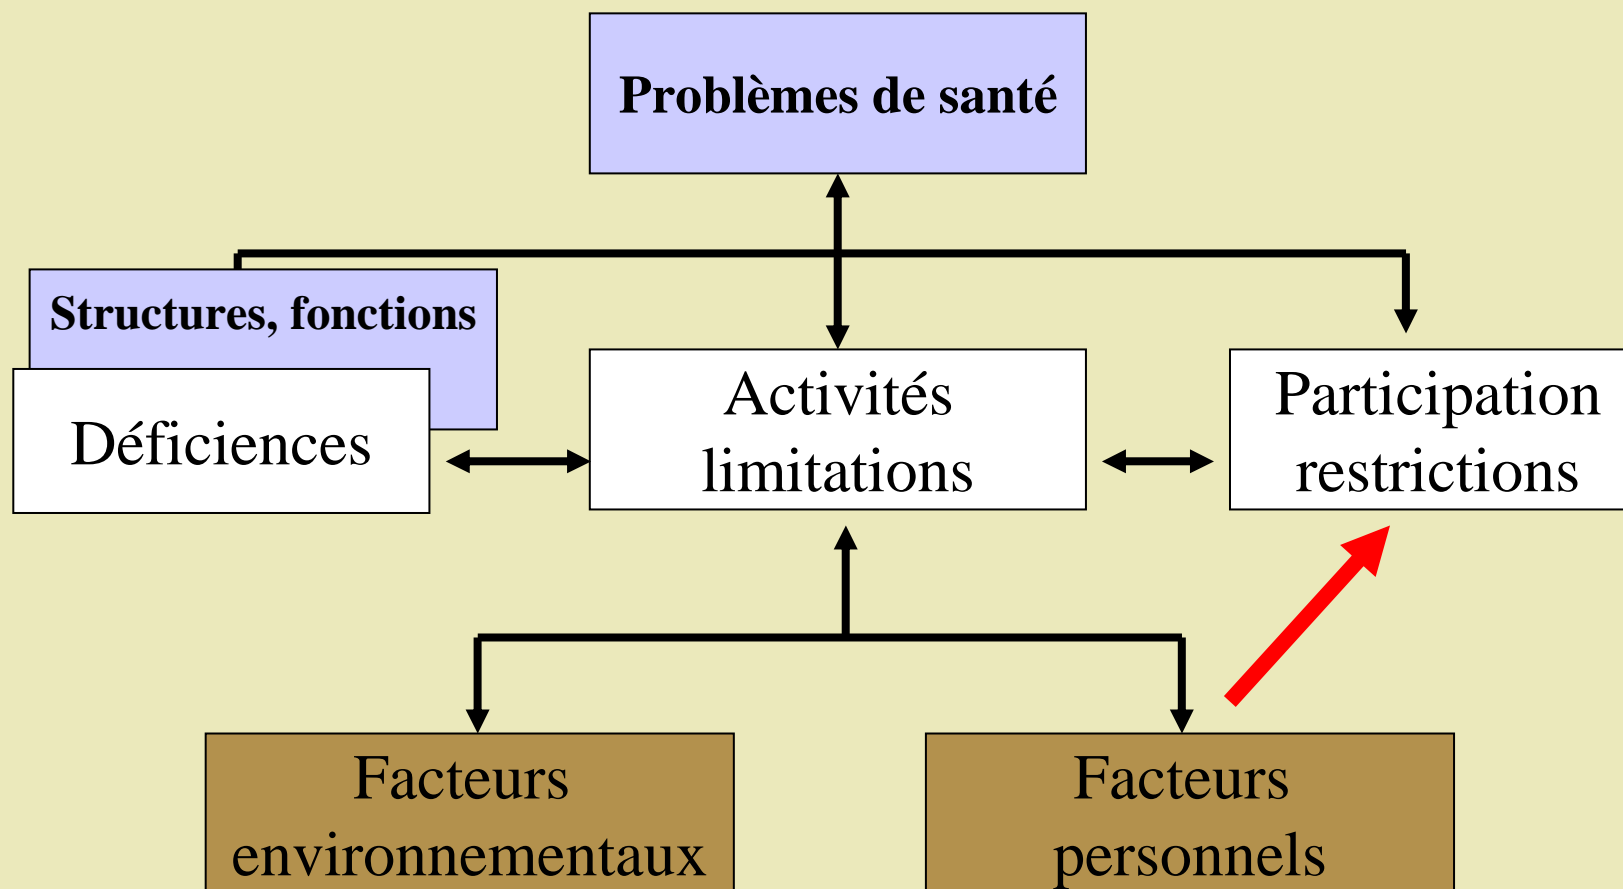 Problèmes de santé
Structures, fonctions
Déficiences
Activités
limitations
Participation
restrictions
Facteurs
environnementaux
Facteurs
personnels